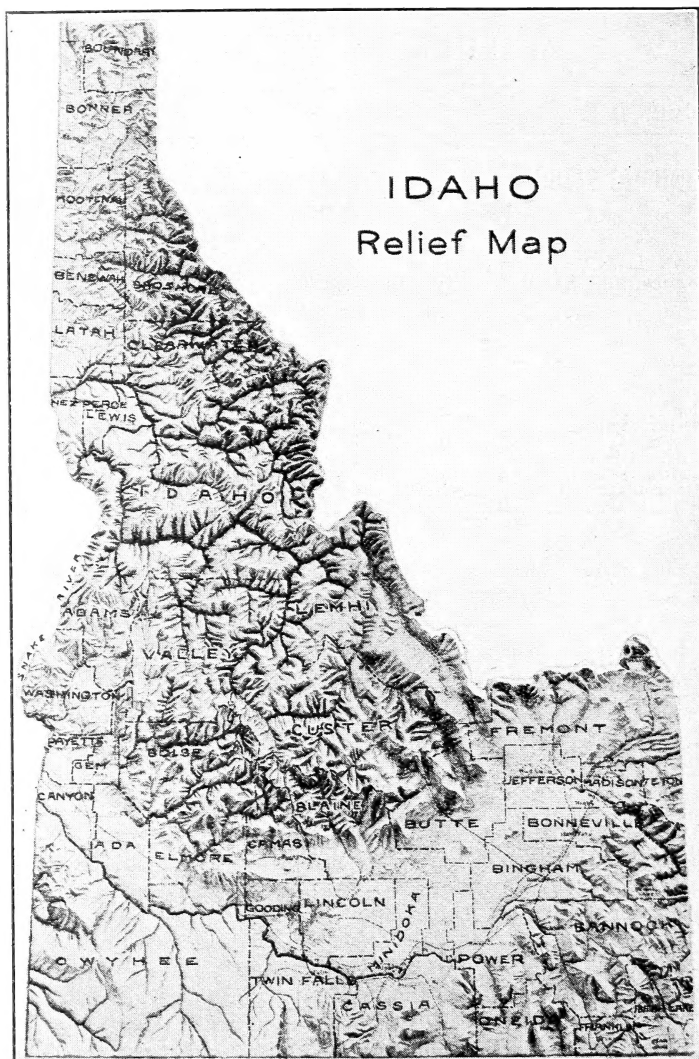 IDAHO
Relief Map
BOUNDARY
BONNER
KOOTENAI
BENEWAH
SHOSHONE
LATAH
CLEARWATER
NEZ PERCE
LEWIS
IDAHO
SNAKE RIVER
ADAMS
LEMHI
VALLEY
WASHINGTON
CUSTER
FREMONT
PAYETTE
BOISE
GEM
JEFFERSON
MADISON
TETON
CANYON
BLAINE
BUTTE
BONNEVILLE
ADA
ELMORE
CAMAS
BINGHAM
GOODING
LINCOLN
MINIDOKA
BANNOCK
OWYHEE
POWER
TWIN FALLS
CASSIA
ONEIDA
FRANKLIN
BEAR LAKE